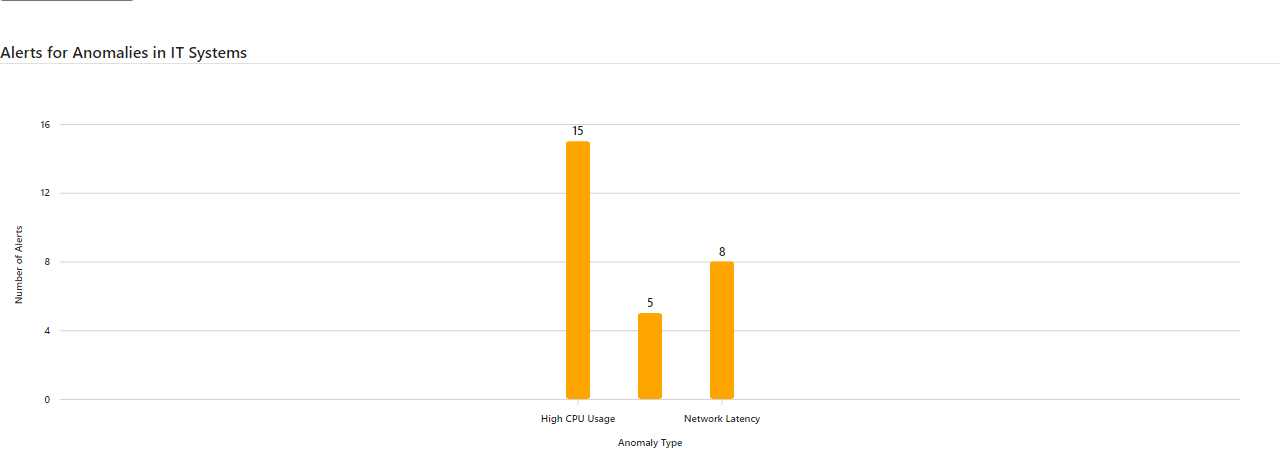 Alerts for Anomalies in IT Systems
16
15
12
8
8
5
4
0
Number of Alerts
High CPU Usage
Network Latency
Anomaly Type